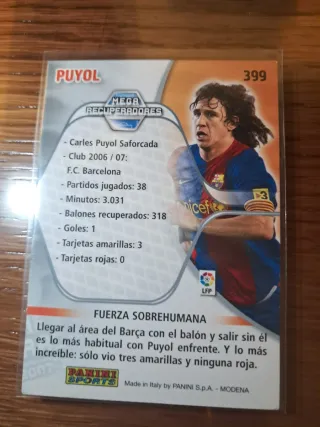 PUYOL
399
MEGA
RECUPERADORES
- Carles Puyol Saforcada
- Club 2006 / 07:
F.C. Barcelona
- Partidos jugados: 38
- Minutos: 3.031
- Balones recuperados: 318
- Goles: 1
- Tarjetas amarillas: 3
- Tarjetas rojas: 0
unicef
LFP
FUERZA SOBREHUMANA
Llegar al área del Barça con el balón y salir sin él
es lo más habitual con Puyol enfrente. Y lo más
increíble: sólo vio tres amarillas y ninguna roja.
PANINI
SPORTS
Made in Italy by PANINI S.p.A. - MODENA